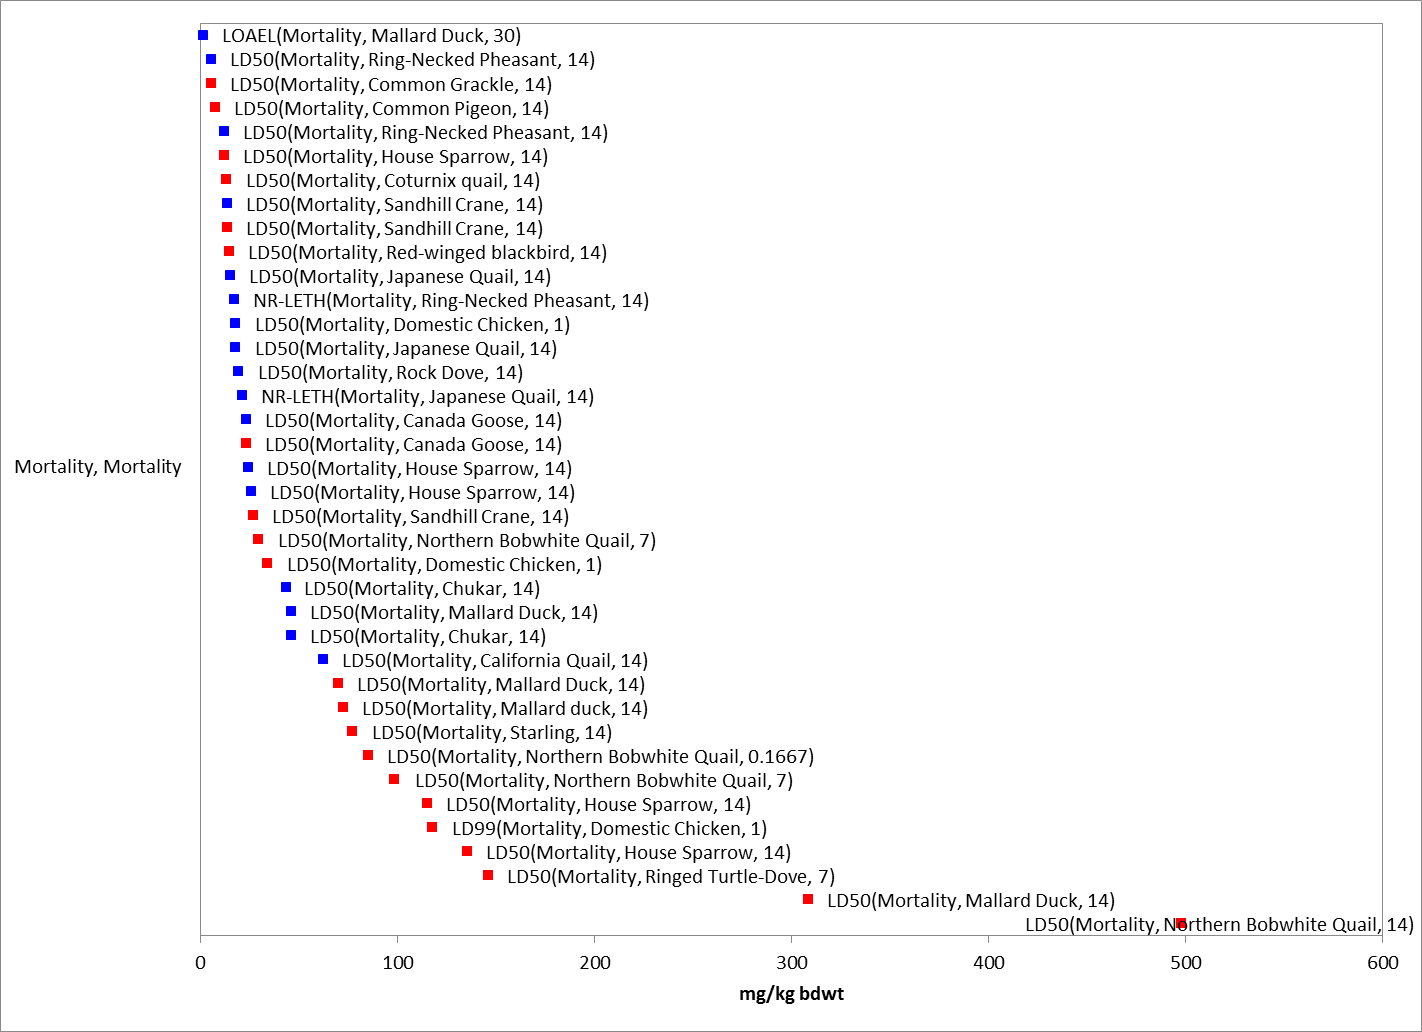 LOAEL(Mortality, Mallard Duck, 30)
LD50(Mortality, Ring-Necked Pheasant, 14)
LD50(Mortality, Common Grackle, 14)
LD50(Mortality, Common Pigeon, 14)
LD50(Mortality, Ring-Necked Pheasant, 14)
LD50(Mortality, House Sparrow, 14)
LD50(Mortality, Coturnix quail, 14)
LD50(Mortality, Sandhill Crane, 14)
LD50(Mortality, Sandhill Crane, 14)
LD50(Mortality, Red-winged blackbird, 14)
LD50(Mortality, Japanese Quail, 14)
NR-LETH(Mortality, Ring-Necked Pheasant, 14)
LD50(Mortality, Domestic Chicken, 1)
LD50(Mortality, Japanese Quail, 14)
LD50(Mortality, Rock Dove, 14)
NR-LETH(Mortality, Japanese Quail, 14)
LD50(Mortality, Canada Goose, 14)
LD50(Mortality, Canada Goose, 14)
Mortality, Mortality
LD50(Mortality, House Sparrow, 14)
LD50(Mortality, House Sparrow, 14)
LD50(Mortality, Sandhill Crane, 14)
LD50(Mortality, Northern Bobwhite Quail, 7)
LD50(Mortality, Domestic Chicken, 1)
LD50(Mortality, Chukar, 14)
LD50(Mortality, Mallard Duck, 14)
LD50(Mortality, Chukar, 14)
LD50(Mortality, California Quail, 14)
LD50(Mortality, Mallard Duck, 14)
LD50(Mortality, Mallard duck, 14)
LD50(Mortality, Starling, 14)
LD50(Mortality, Northern Bobwhite Quail, 0.1667)
LD50(Mortality, Northern Bobwhite Quail, 7)
LD50(Mortality, House Sparrow, 14)
LD99(Mortality, Domestic Chicken, 1)
LD50(Mortality, House Sparrow, 14)
LD50(Mortality, Ringed Turtle-Dove, 7)
LD50(Mortality, Mallard Duck, 14)
LD50(Mortality, Northern Bobwhite Quail, 14)
0 100 200 300 400 500 600
mg/kg bdwt